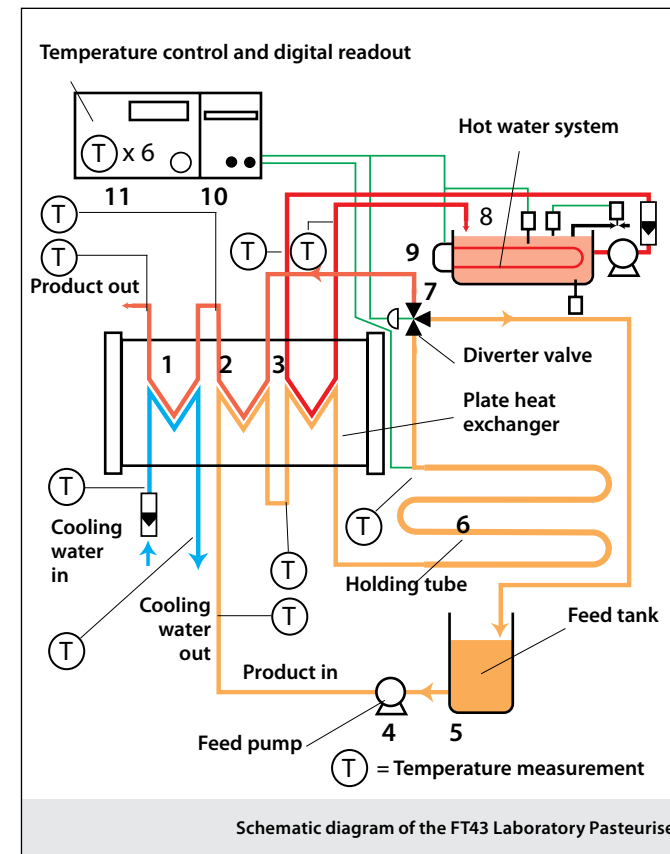 Temperature control and digital readout
T x 6
11
10
Hot water system
8
9
7
T
T
T
T
Product out
1
2
3
Diverter valve
Plate heat
exchanger
T
Cooling
water
in
T
6
T
Holding tube
T
Cooling
water
out
T
Feed tank
Product in
Feed pump
4
5
T = Temperature measurement
Schematic diagram of the FT43 Laboratory Pasteurise